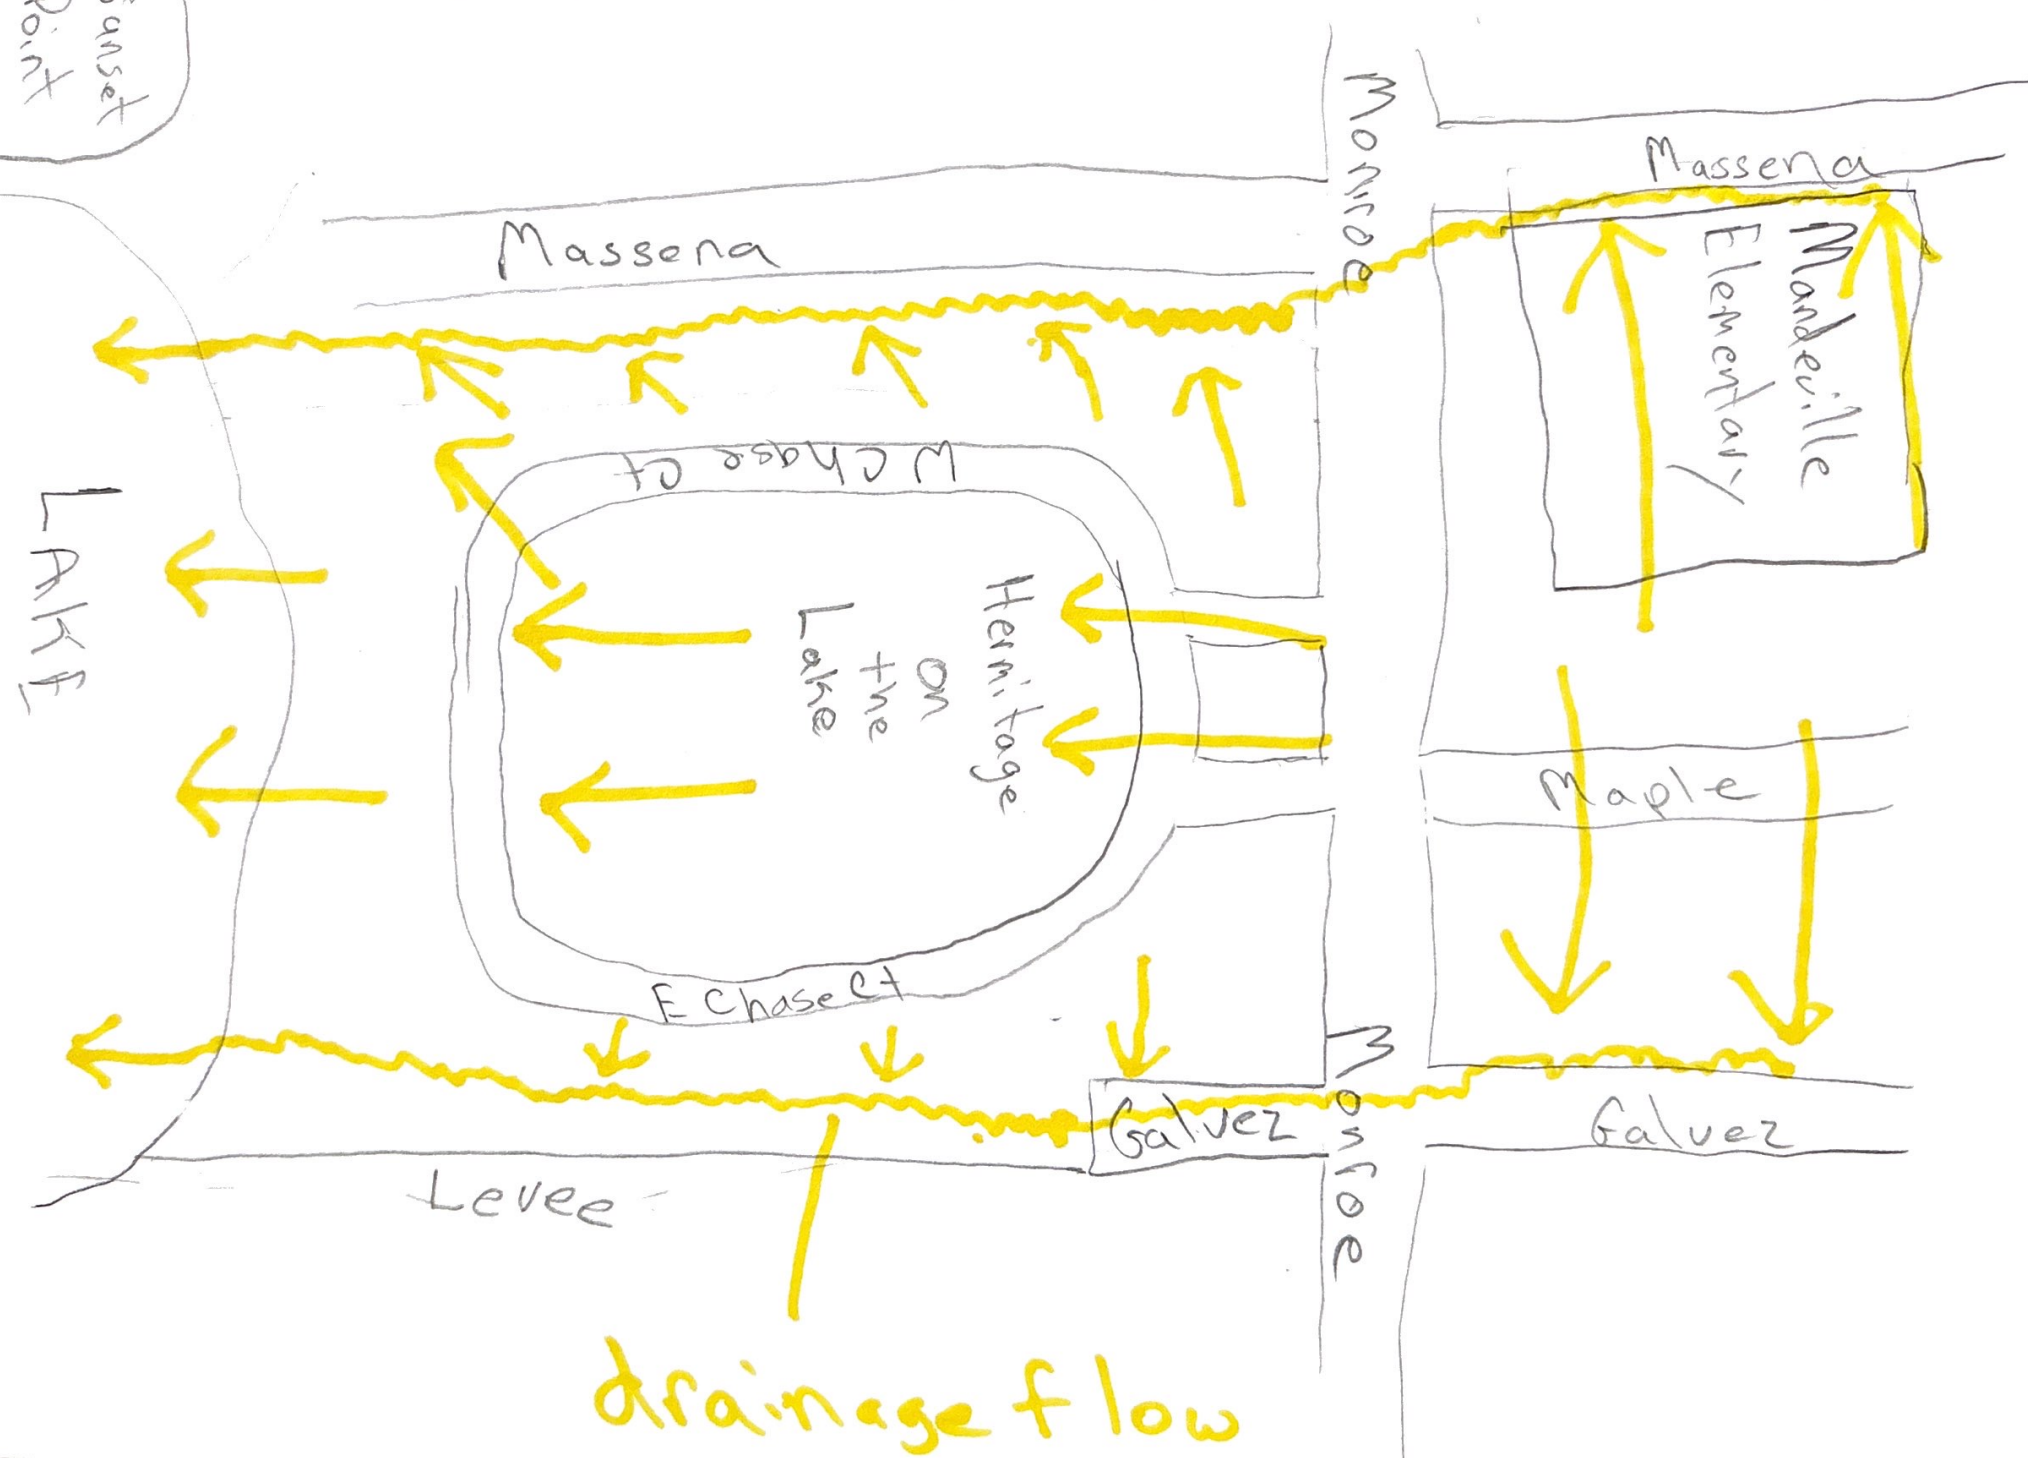 Sunset
Point
Monroe
Massena
Massena
Mandeville
Elementary
W Chase Ct
LAKE
Hermitage
on
the
Lake
Maple
E Chase Ct
Monroe
Galvez
Galvez
Levee
drainage flow